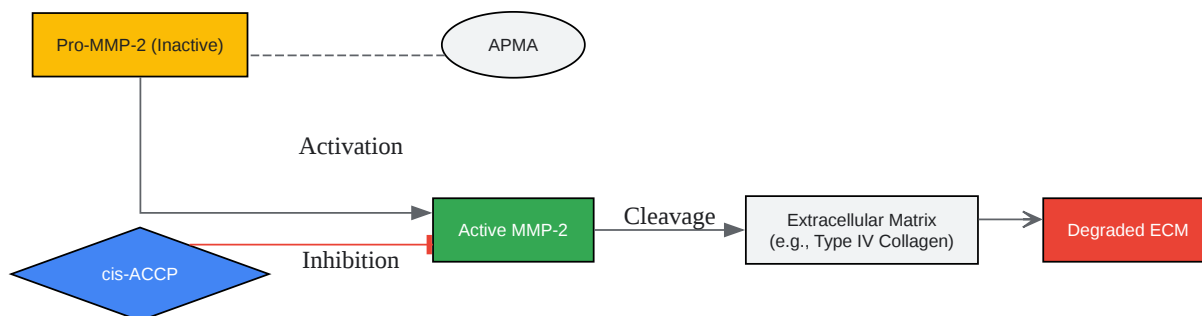 Pro-MMP-2 (Inactive)
APMA
Activation
cis-ACCP
Inhibition
Active MMP-2
Cleavage
Extracellular Matrix
(e.g., Type IV Collagen)
Degraded ECM